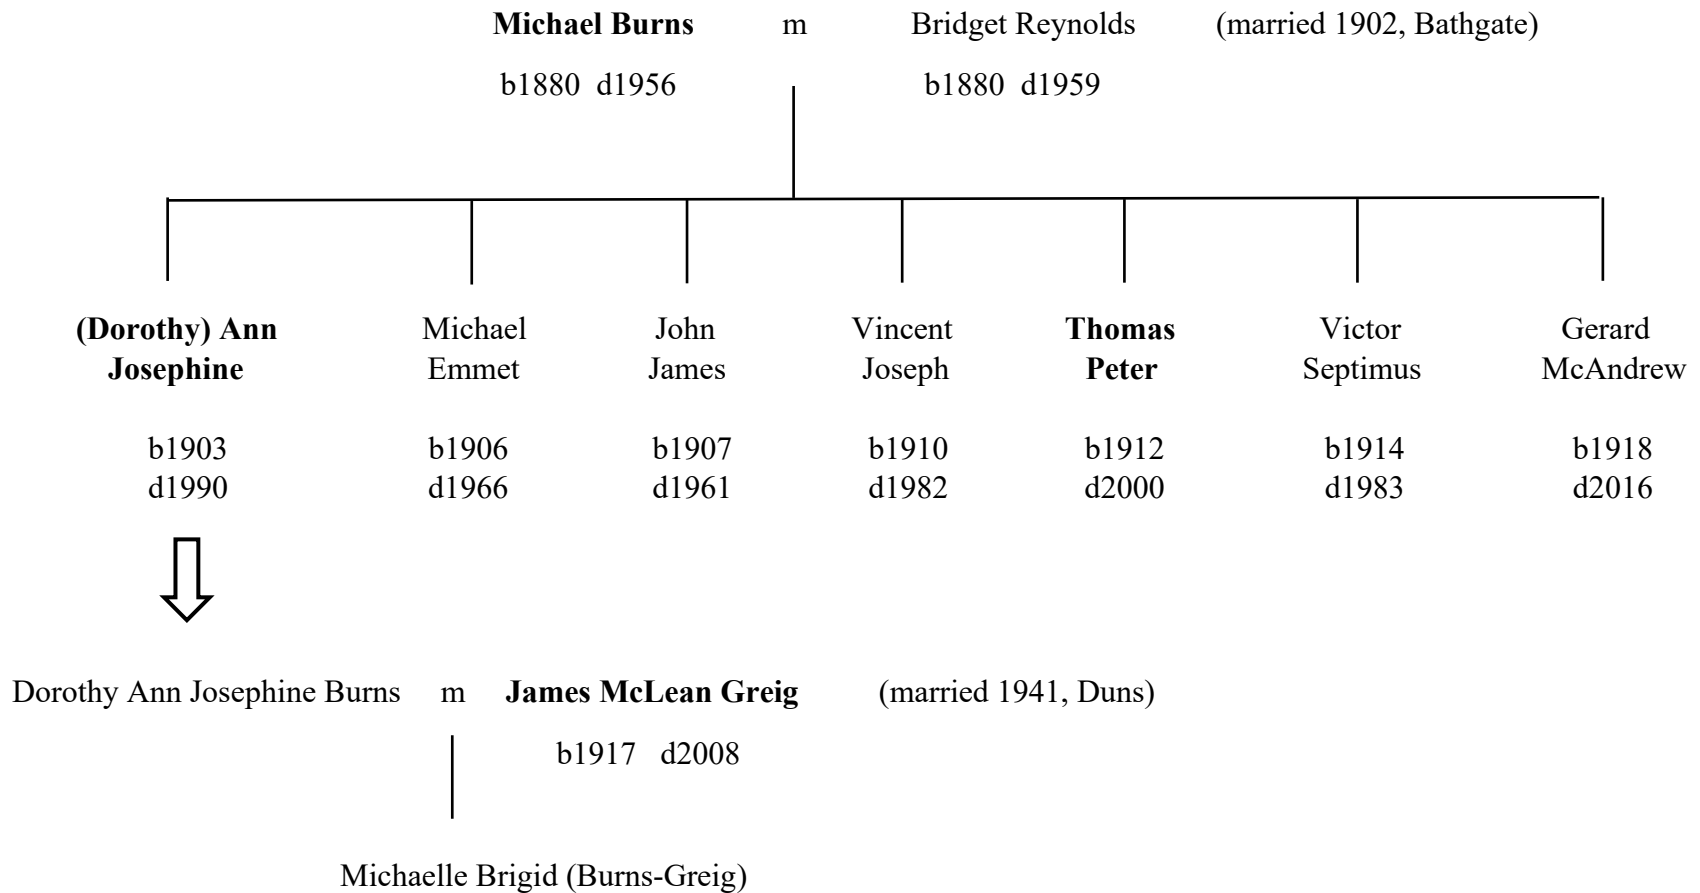 Michael Burns m Bridget Reynolds (married 1902, Bathgate)
b1880 d1956 b1880 d1959
(Dorothy) Ann Michael John Vincent Thomas Victor Gerard
Josephine Emmet James Joseph Peter Septimus McAndrew
b1903 b1906 b1907 b1910 b1912 b1914 b1918
d1990 d1966 d1961 d1982 d2000 d1983 d2016
Dorothy Ann Josephine Burns m James McLean Greig (married 1941, Duns)
b1917 d2008
Michaelle Brigid (Burns-Greig)